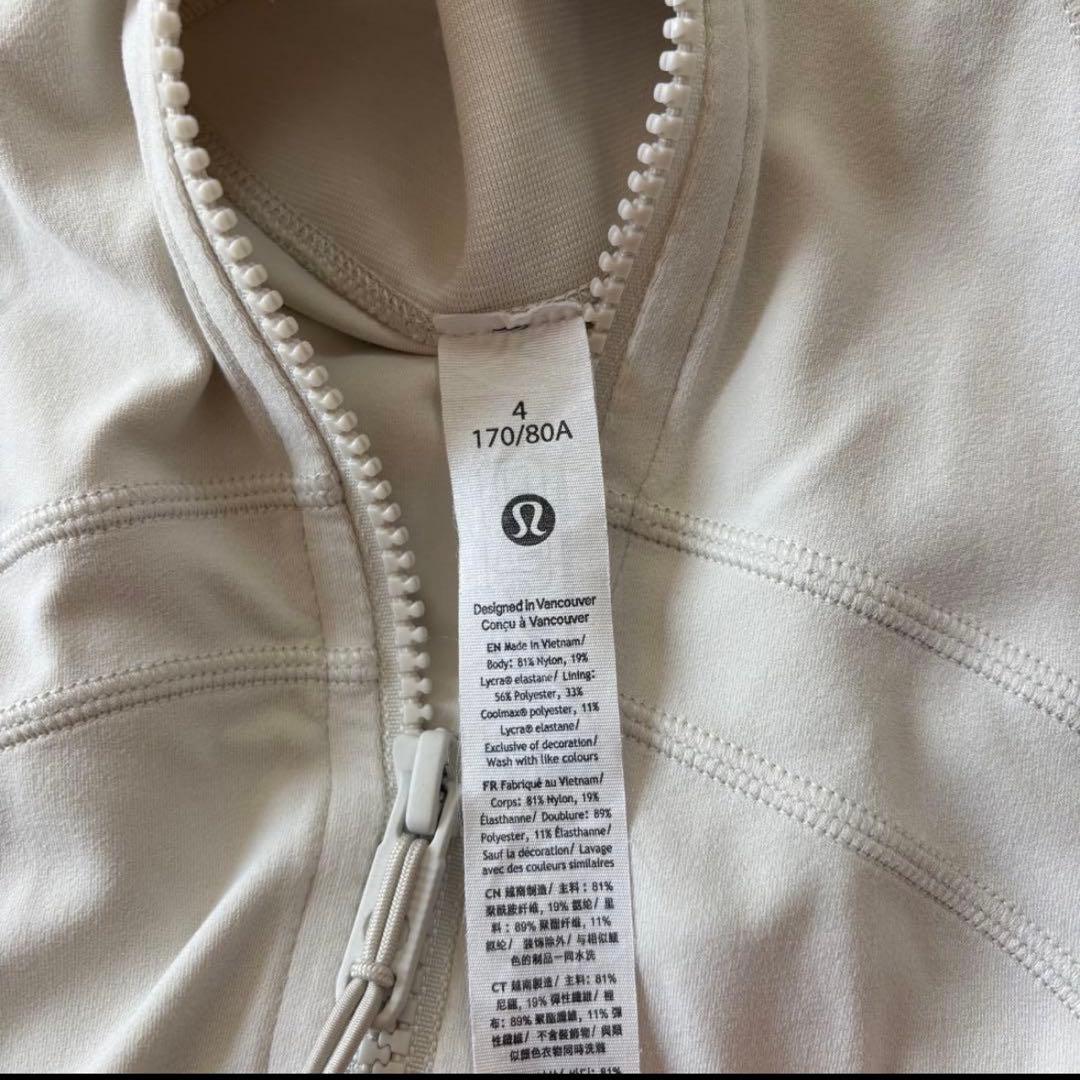 4
170/80A
Designed in Vancouver
Conçu à Vancouver
EN Made in Vietnam/
Body: 81% Nylon, 19%
Lycra® elastane/ Lining:
56% Polyester, 33%
Coolmax® polyester, 11%
Lycra® elastane/
Exclusive of decoration/
Wash with like colours
FR Fabriqué au Vietnam/
Corps: 81% Nylon, 19%
Élasthanne/ Doublure: 89%
Polyester, 11% Élasthanne/
Sauf la décoration/ Lavage
avec des couleurs similaires
CN 越南制造/ 主料: 81%
聚酰胺纤维, 19% 氨纶/ 里
料: 89% 聚酯纤维, 11%
氨纶/ 装饰除外/ 与相似颜
色的制品一同水洗
CT 越南製造/ 主料: 81%
尼龍, 19% 彈性纖維/ 裡
布: 89% 聚酯纖維, 11% 彈
性纖維/ 不含裝飾物/ 與類
似顏色衣物同時洗滌
81%